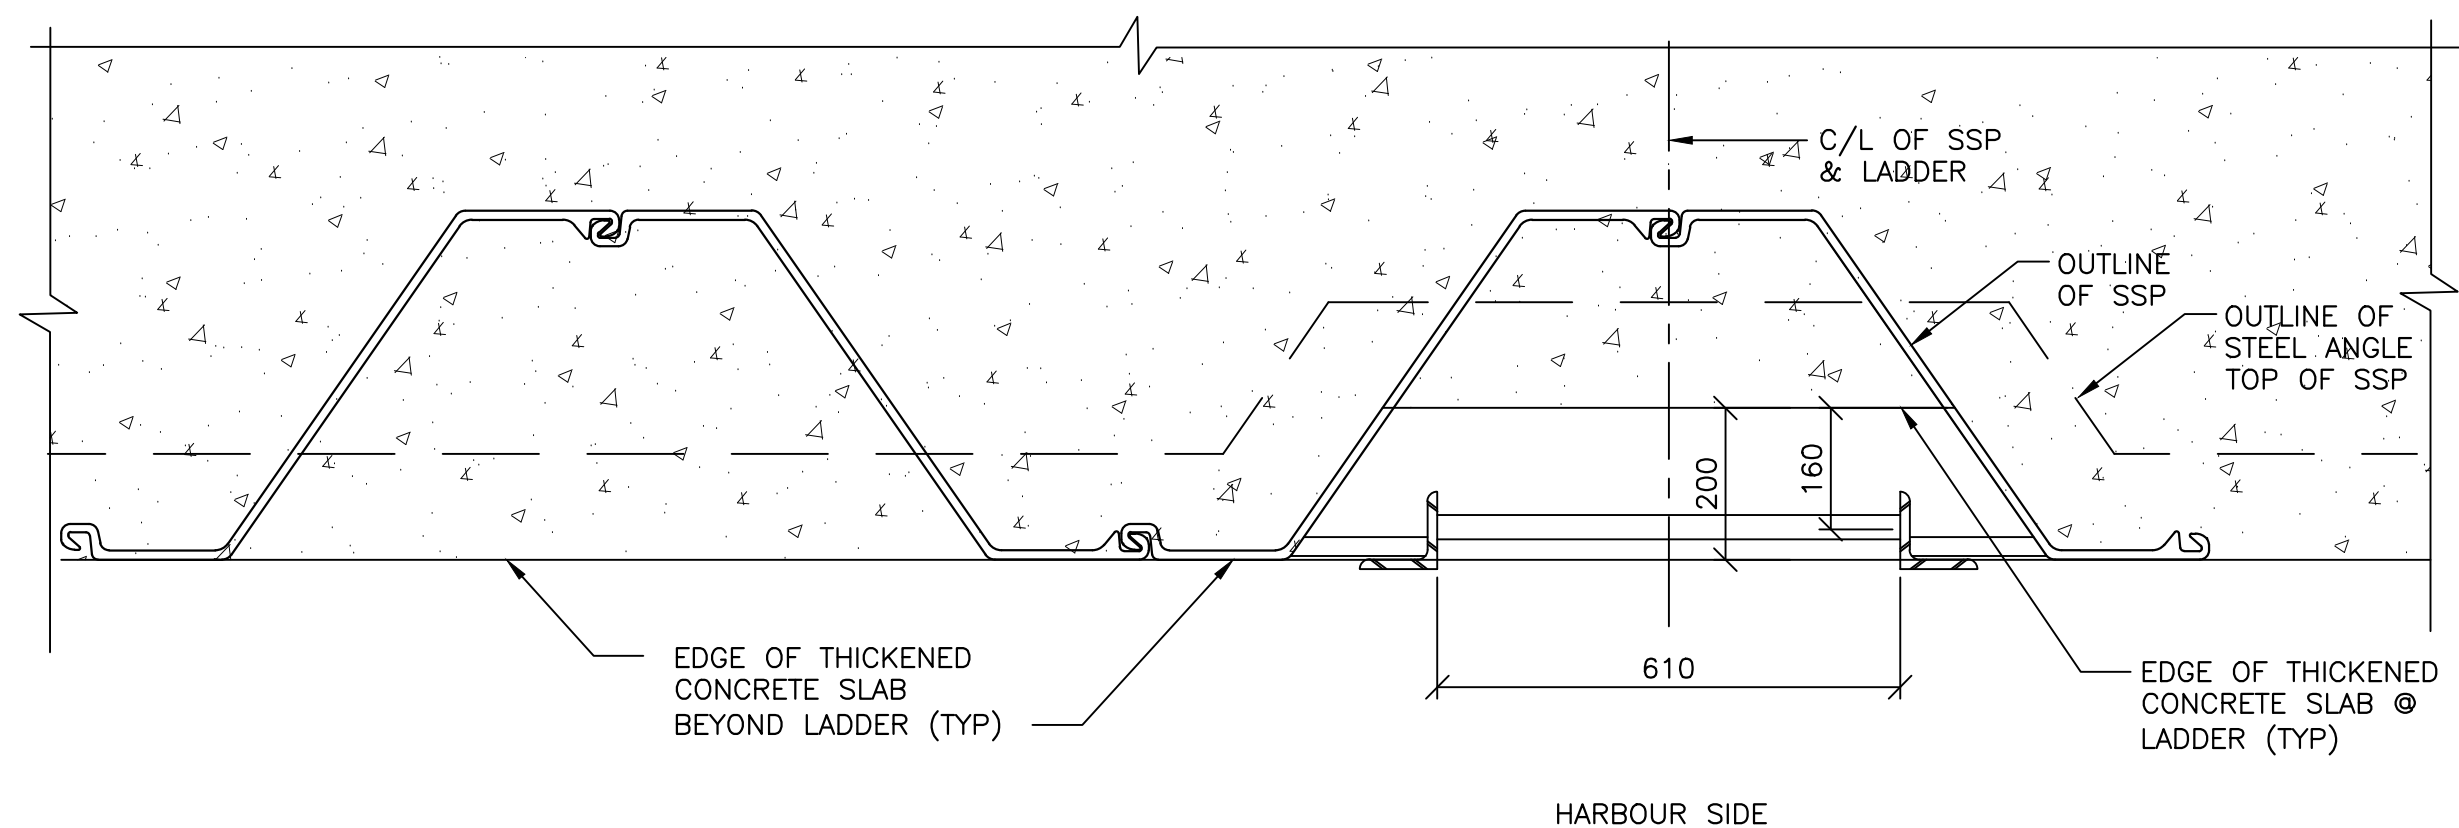 C/L OF SSP
& LADDER
OUTLINE
OF SSP
OUTLINE OF
STEEL ANGLE
TOP OF SSP
200
160
610
EDGE OF THICKENED
CONCRETE SLAB
BEYOND LADDER (TYP)
EDGE OF THICKENED
CONCRETE SLAB @
LADDER (TYP)
HARBOUR SIDE